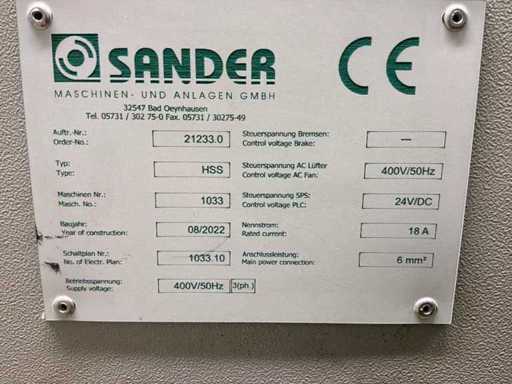 SANDER
CE
MASCHINEN- UND ANLAGEN GMBH
32547 Bad Oeynhausen
Tel. 05731 / 302 75-0 Fax. 05731 / 30275-49
Auftr.-Nr.:
Order-No.:
21233.0
Steuerspannung Bremsen:
Control voltage Brake:
—
Typ:
Type:
HSS
Steuerspannung AC Lüfter
Control voltage AC Fan:
400V/50Hz
Maschinen Nr.:
Masch. No.:
1033
Steuerspannung SPS:
Control voltage PLC:
24V/DC
Baujahr:
Year of construction:
08/2022
Nennstrom:
Rated current:
18 A
Schaltplan Nr.:
No. of Electr. Plan:
1033.10
Anschlussleistung:
Main power connection:
6 mm²
Betriebsspannung:
Supply voltage:
400V/50Hz 3(ph.)